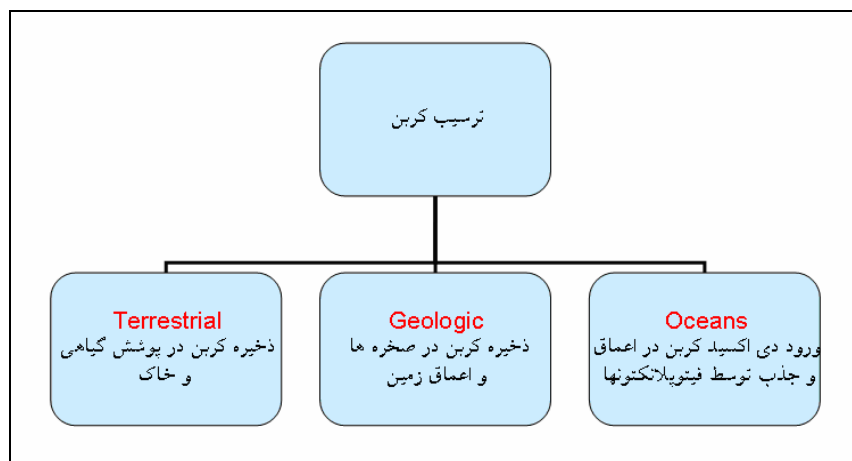 ترسیب کربن
Terrestrial
ذخیره کربن در پوشش گیاهی
و خاک
Geologic
ذخیره کربن در صخره ها
و اعماق زمین
Oceans
ورود دی اکسید کربن در اعماق
و جذب توسط فیتوپلانکتونها